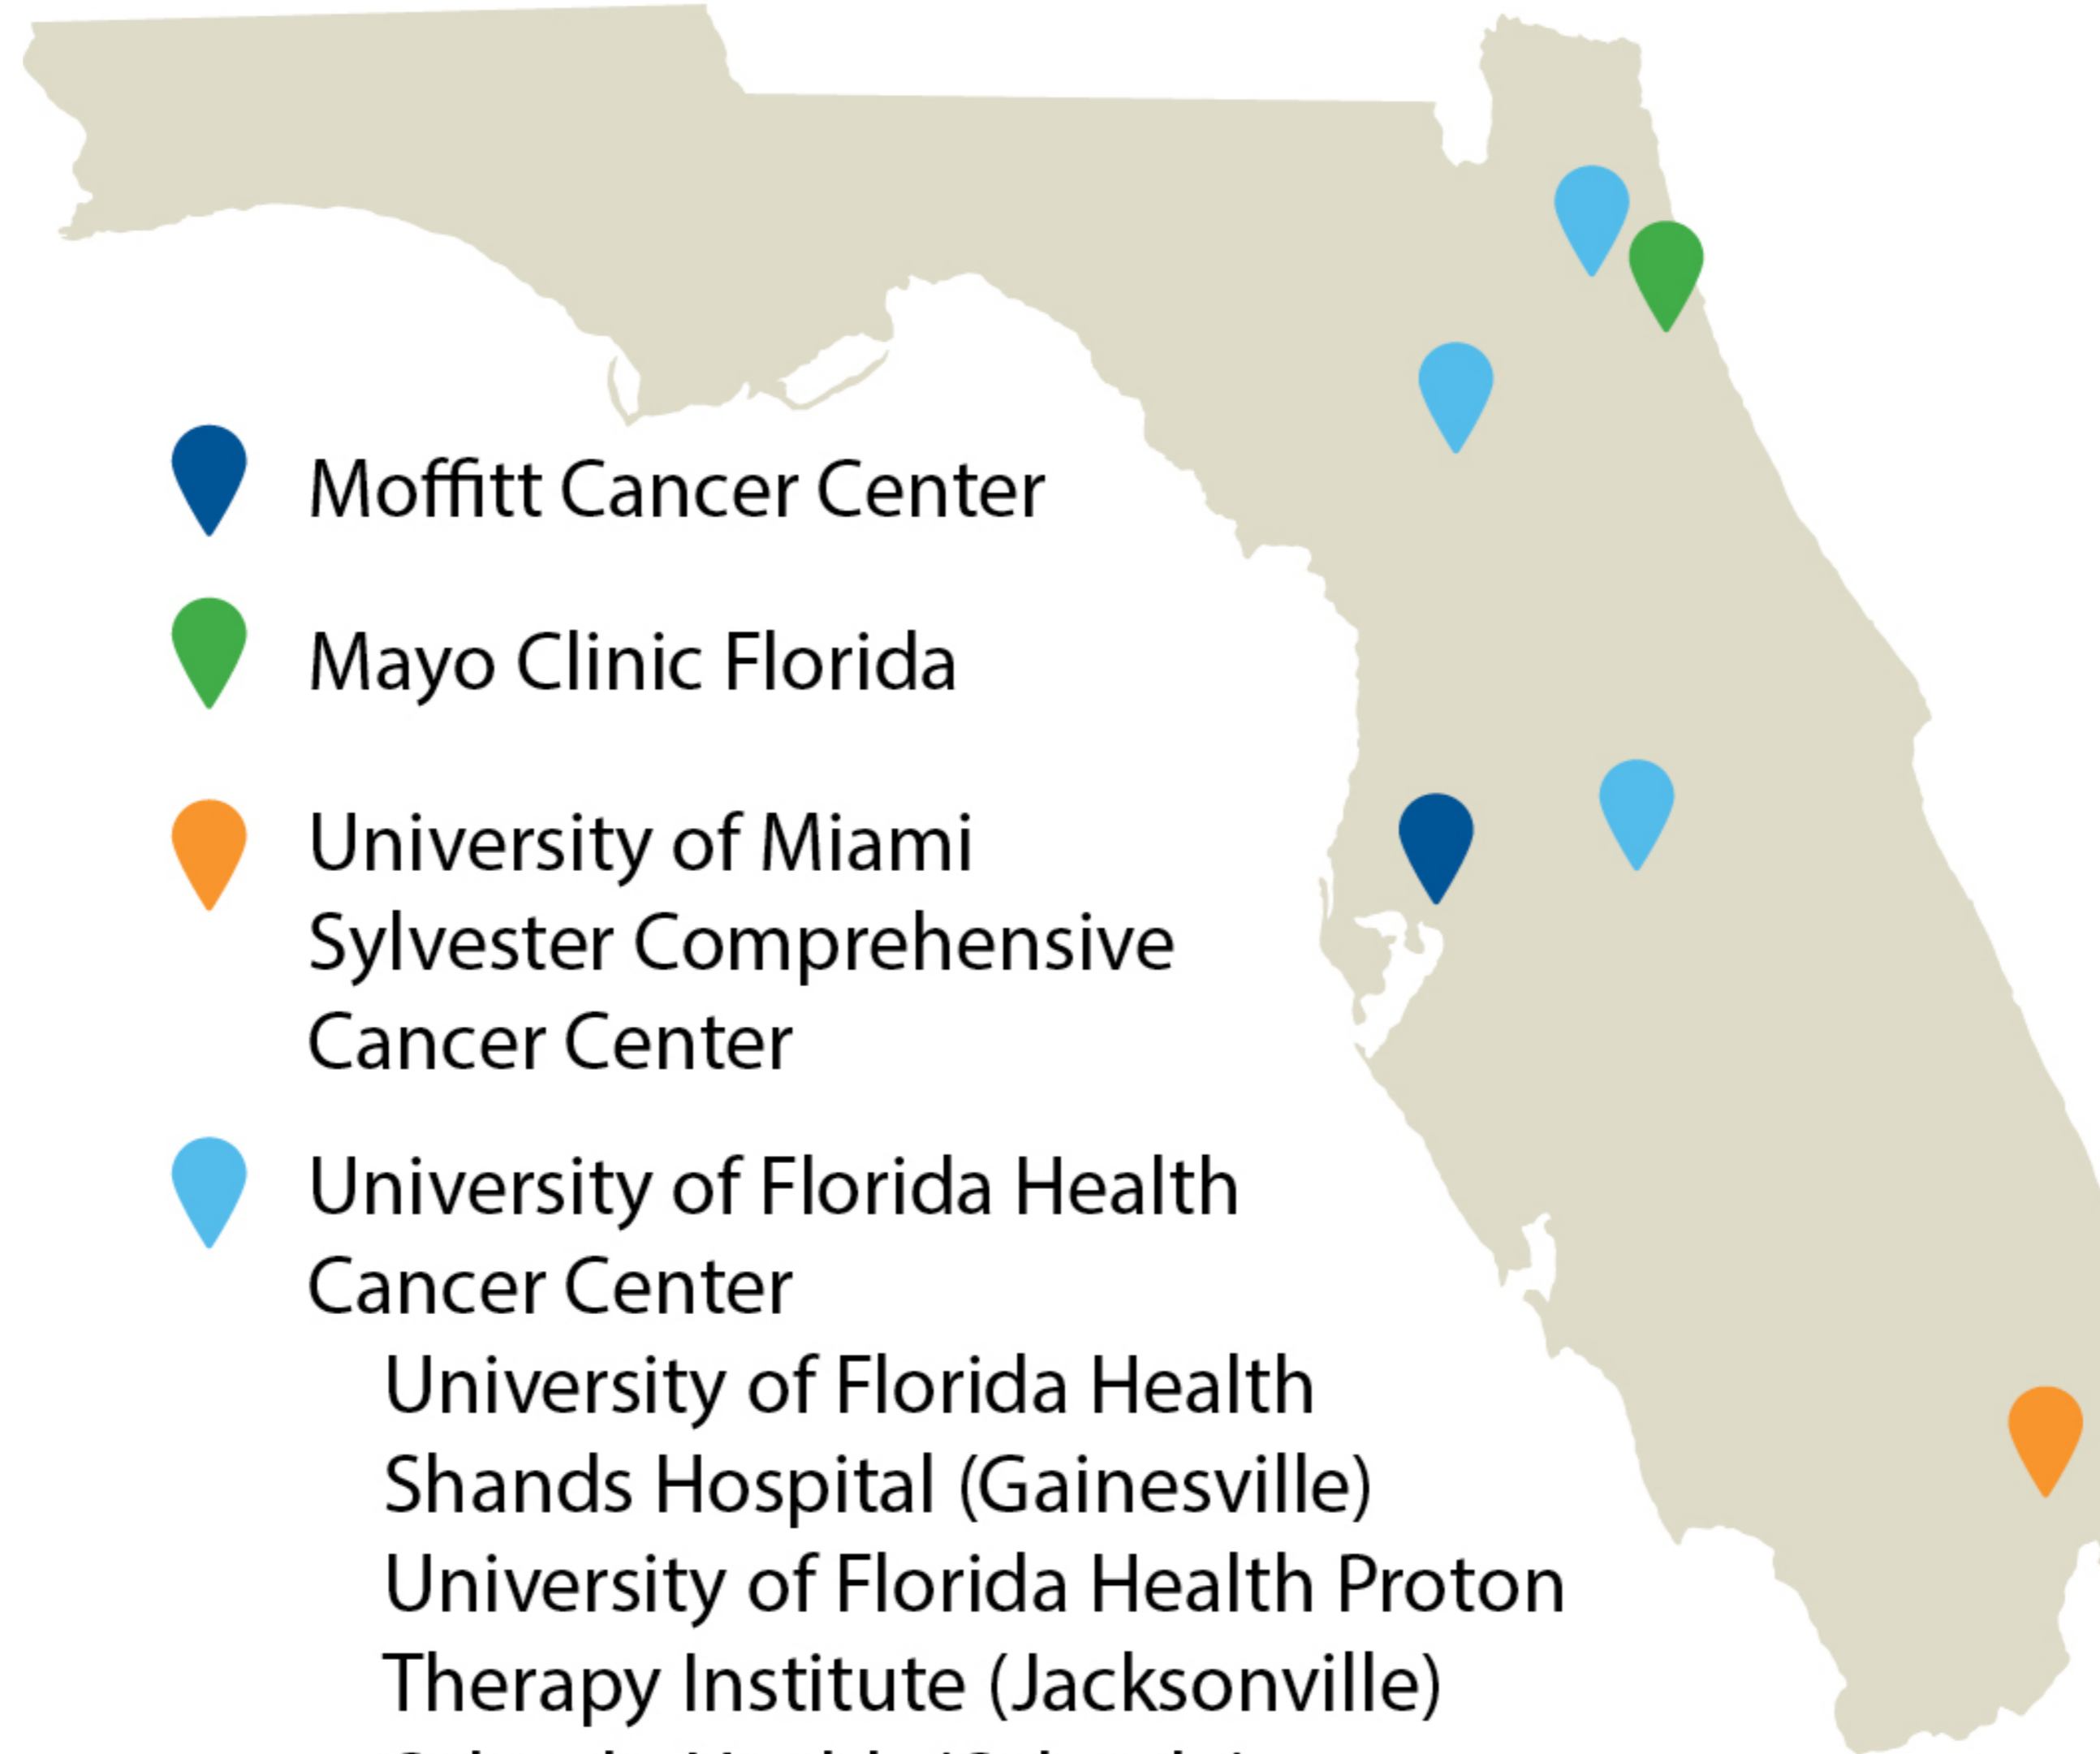 Moffitt Cancer Center
Mayo Clinic Florida
University of Miami
Sylvester Comprehensive
Cancer Center
University of Florida Health
Cancer Center
University of Florida Health
Shands Hospital (Gainesville)
University of Florida Health Proton
Therapy Institute (Jacksonville)